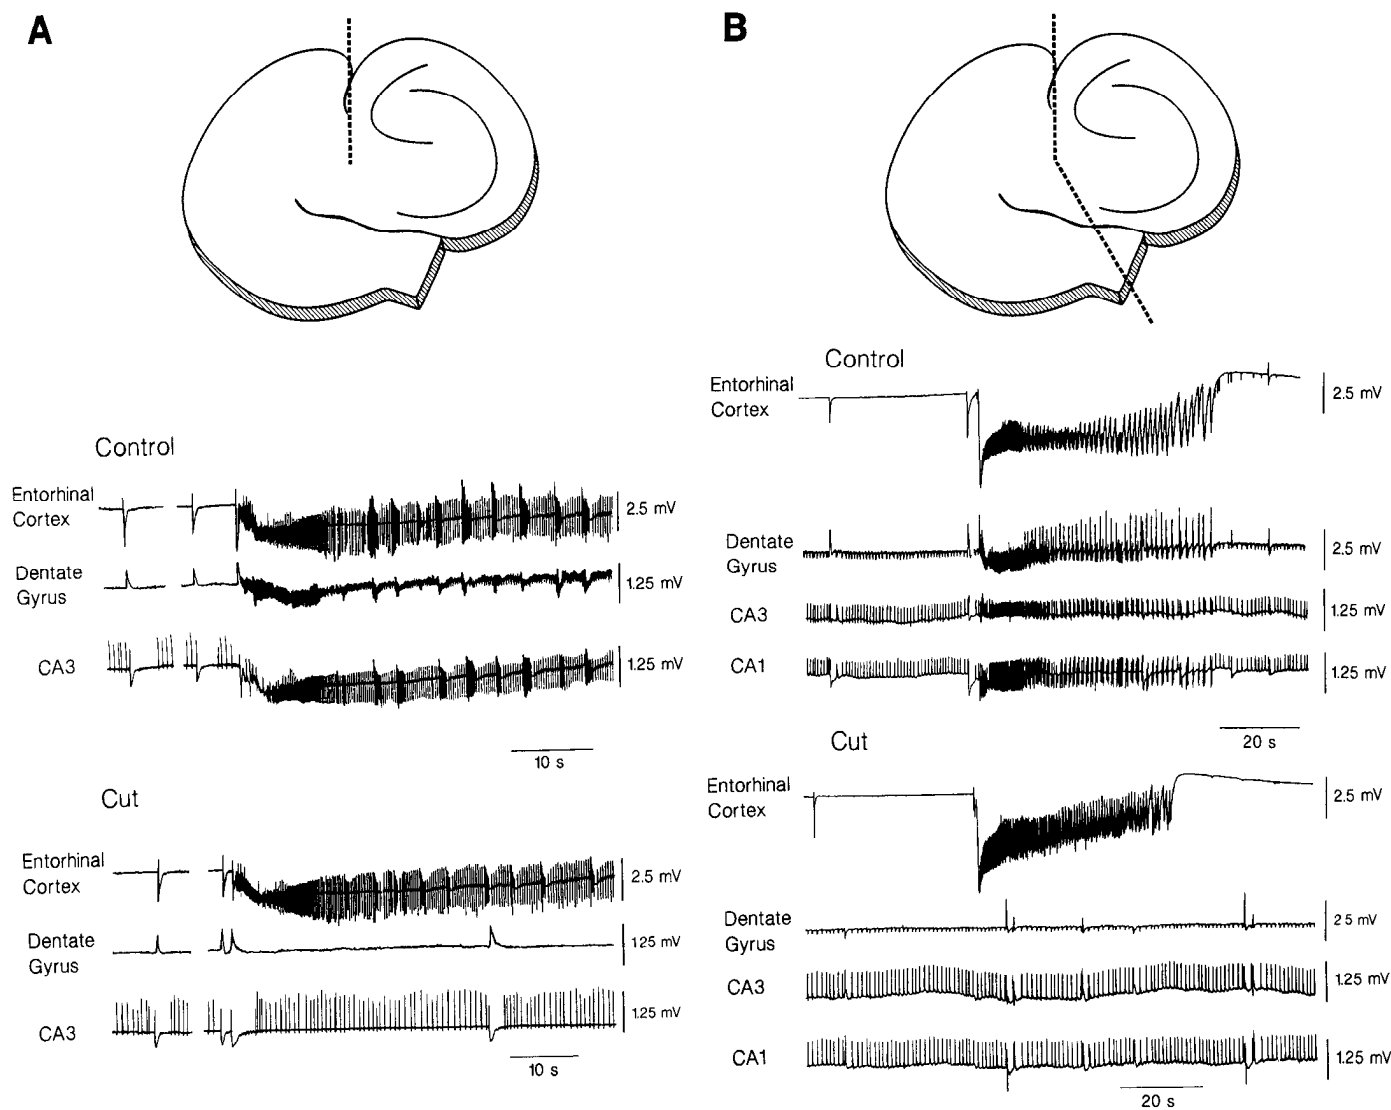 A
B
Control
Entorhinal
Cortex
2.5 mV
Dentate
Gyrus
1.25 mV
CA3
1.25 mV
10 s
Cut
Entorhinal
Cortex
2.5 mV
Dentate
Gyrus
125 mV
CA3
1.25 mV
10 s
Control
Entorhinal
Cortex
2.5 mV
Dentate
Gyrus
2.5 mV
CA3
1.25 mV
CA1
1.25 mV
20 s
Cut
Entorhinal
Cortex
2.5 mV
Dentate
Gyrus
2 5 mV
CA3
1.25 mV
CA1
1.25 mV
20 s